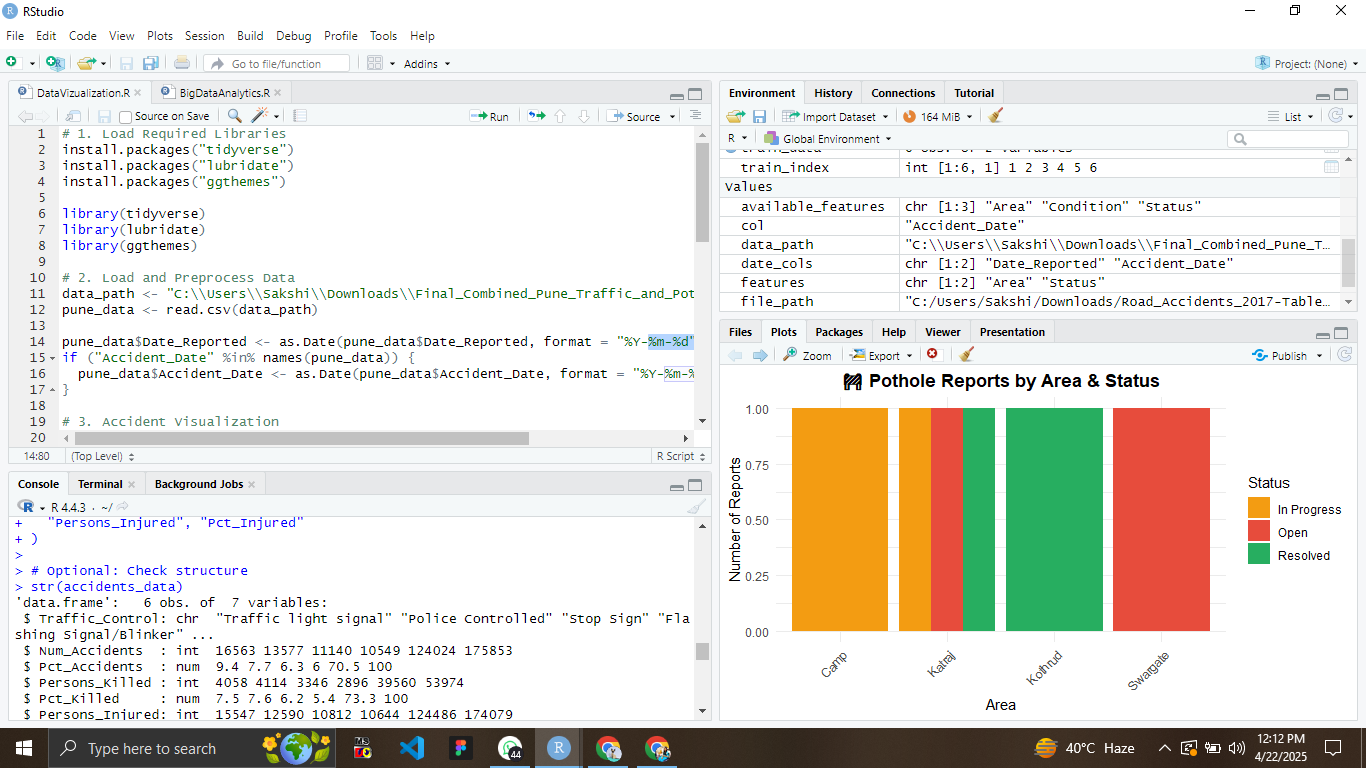 RStudio
File Edit Code View Plots Session Build Debug Profile Tools Help
Go to file/function Addins Project: (None)
DataVizualization.R BigDataAnalytics.R
Source on Save Run Source
1 # 1. Load Required Libraries
2 install.packages("tidyverse")
3 install.packages("lubridate")
4 install.packages("ggthemes")
5
6 library(tidyverse)
7 library(lubridate)
8 library(ggthemes)
9
10 # 2. Load and Preprocess Data
11 data_path <- "C:\\Users\\Sakshi\\Downloads\\Final_Combined_Pune_Traffic_and_Pot
12 pune_data <- read.csv(data_path)
13
14 pune_data$Date_Reported <- as.Date(pune_data$Date_Reported, format = "%Y-%m-%d"
15 if ("Accident_Date" %in% names(pune_data)) {
16 pune_data$Accident_Date <- as.Date(pune_data$Accident_Date, format = "%Y-%m-%
17 }
18
19 # 3. Accident Visualization
20
14:80 (Top Level) R Script
Console Terminal Background Jobs
R 4.4.3 · ~/
+ "Persons_Injured", "Pct_Injured"
+ )
>
> # Optional: Check structure
> str(accidents_data)
'data.frame': 6 obs. of 7 variables:
$ Traffic_Control: chr "Traffic light signal" "Police Controlled" "Stop Sign" "Fla
shing Signal/Blinker" ...
$ Num_Accidents : int 16563 13577 11140 10549 124024 175853
$ Pct_Accidents : num 9.4 7.7 6.3 6 70.5 100
$ Persons_Killed : int 4058 4114 3346 2896 39560 53974
$ Pct_Killed : num 7.5 7.6 6.2 5.4 73.3 100
$ Persons_Injured: int 15547 12590 10812 10644 124486 174079
Environment History Connections Tutorial
Import Dataset 164 MiB List
R Global Environment
train_data 6 obs. of 2 variables
train_index int [1:6, 1] 1 2 3 4 5 6
Values
available_features chr [1:3] "Area" "Condition" "Status"
col "Accident_Date"
data_path "C:\\Users\\Sakshi\\Downloads\\Final_Combined_Pune_T…
date_cols chr [1:2] "Date_Reported" "Accident_Date"
features chr [1:2] "Area" "Status"
file_path "C:/Users/Sakshi/Downloads/Road_Accidents_2017-Table…
Files Plots Packages Help Viewer Presentation
Zoom Export Publish
🚧 Pothole Reports by Area & Status
Number of Reports
1.00
0.75
0.50
0.25
0.00
Camp Katraj Kothrud Swargate
Area
Status
In Progress
Open
Resolved
Type here to search
44
40°C Haze
12:12 PM
4/22/2025